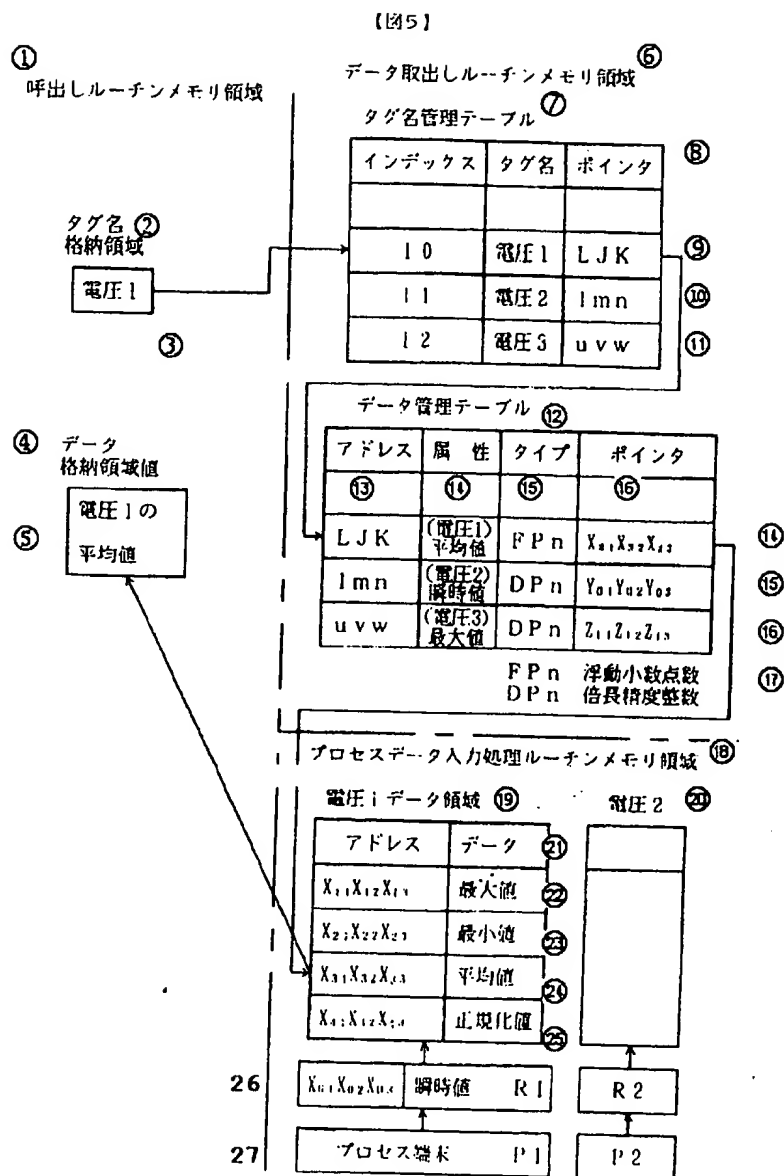 【図5】
①
呼出しルーチンメモリ領域
データ取出しルーチンメモリ領域 ⑥
タグ名管理テーブル ⑦
インデックス タグ名 ポインタ ⑧
タグ名 ②
格納領域
電圧1
③
10 電圧1 LJK ⑨
11 電圧2 lmn ⑩
12 電圧3 uvw ⑪
データ管理テーブル ⑫
アドレス 属性 タイプ ポインタ
⑬ ⑭ ⑮ ⑯
④ データ
格納領域値
⑤ 電圧1の
平均値
LJK (電圧1) 平均値 FPn ⑭
lmn (電圧2) 瞬時値 DPn Y₀₁Y₀₂Y₀₃ ⑮
uvw (電圧3) 最大値 DPn Z₁₁Z₁₂Z₁₃ ⑯
FPn 浮動小数点数 ⑰
DPn 倍長精度整数
プロセスデータ入力処理ルーチンメモリ領域 ⑱
電圧1データ領域 ⑲
電圧2 ⑳
アドレス データ ㉑
X₁₁X₁₂X₁₃ 最大値 ㉒
X₂₁X₂₂X₂₃ 最小値 ㉓
平均値 ㉔
正規化値 ㉕
26 瞬時値 R1 R2
27 プロセス端末 P1 P2